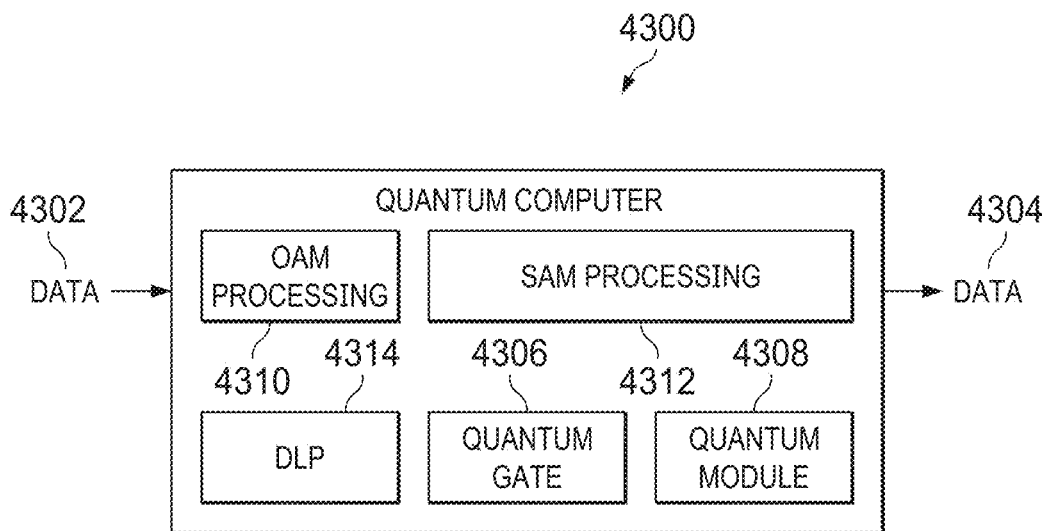 4300
QUANTUM COMPUTER
4302
4304
DATA
OAM
PROCESSING
SAM PROCESSING
DATA
4310
4314
4306
4312
4308
DLP
QUANTUM
GATE
QUANTUM
MODULE